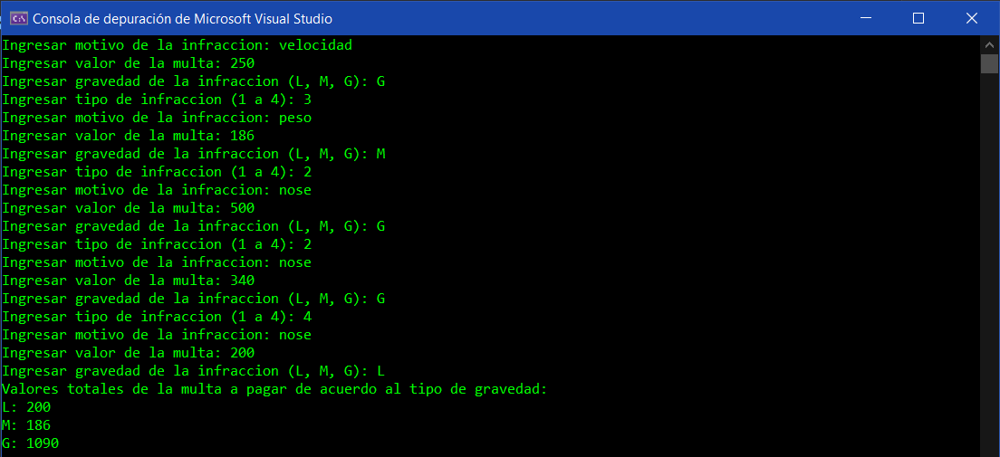 C:\ Consola de depuración de Microsoft Visual Studio
Ingresar motivo de la infraccion: velocidad
Ingresar valor de la multa: 250
Ingresar gravedad de la infraccion (L, M, G): G
Ingresar tipo de infraccion (1 a 4): 3
Ingresar motivo de la infraccion: peso
Ingresar valor de la multa: 186
Ingresar gravedad de la infraccion (L, M, G): M
Ingresar tipo de infraccion (1 a 4): 2
Ingresar motivo de la infraccion: nose
Ingresar valor de la multa: 500
Ingresar gravedad de la infraccion (L, M, G): G
Ingresar tipo de infraccion (1 a 4): 2
Ingresar motivo de la infraccion: nose
Ingresar valor de la multa: 340
Ingresar gravedad de la infraccion (L, M, G): G
Ingresar tipo de infraccion (1 a 4): 4
Ingresar motivo de la infraccion: nose
Ingresar valor de la multa: 200
Ingresar gravedad de la infraccion (L, M, G): L
Valores totales de la multa a pagar de acuerdo al tipo de gravedad:
L: 200
M: 186
G: 1090